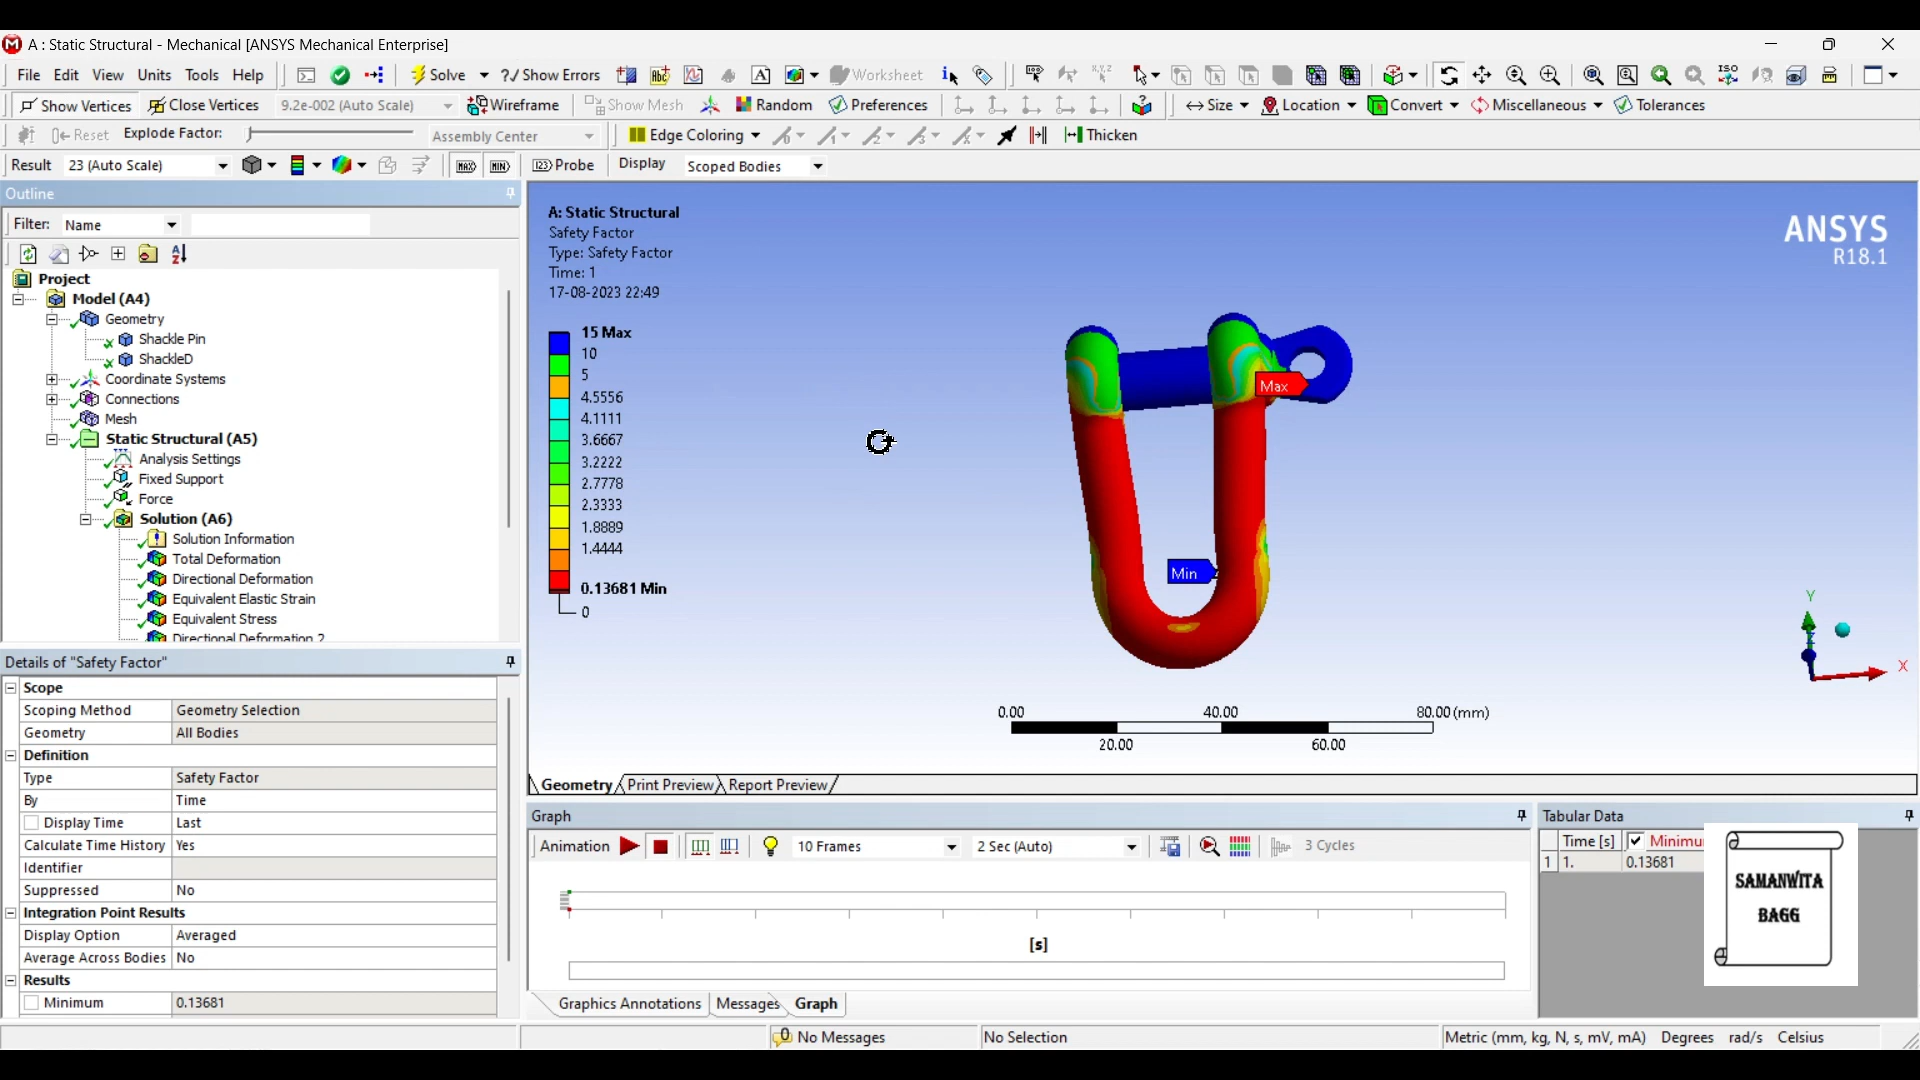 A : Static Structural - Mechanical [ANSYS Mechanical Enterprise]
File Edit View Units Tools Help Solve ?/ Show Errors Worksheet
Show Vertices Close Vertices 9.2e-002 (Auto Scale) Wireframe Show Mesh Random Preferences Size Location Convert Miscellaneous Tolerances
Reset Explode Factor: Assembly Center Edge Coloring Thicken
Result 23 (Auto Scale) MAX MIN Probe Display Scoped Bodies
Outline
Filter: Name
Project
Model (A4)
Geometry
Shackle Pin
ShackleD
Coordinate Systems
Connections
Mesh
Static Structural (A5)
Analysis Settings
Fixed Support
Force
Solution (A6)
Solution Information
Total Deformation
Directional Deformation
Equivalent Elastic Strain
Equivalent Stress
Directional Deformation 2
Details of "Safety Factor"
Scope
Scoping Method Geometry Selection
Geometry All Bodies
Definition
Type Safety Factor
By Time
Display Time Last
Calculate Time History Yes
Identifier
Suppressed No
Integration Point Results
Display Option Averaged
Average Across Bodies No
Results
Minimum 0.13681
A: Static Structural
Safety Factor
Type: Safety Factor
Time: 1
17-08-2023 22:49
15 Max
10
5
4.5556
4.1111
3.6667
3.2222
2.7778
2.3333
1.8889
1.4444
0.13681 Min
0
ANSYS
R18.1
Max
Min
Y
X
0.00 40.00 80.00 (mm)
20.00 60.00
Geometry Print Preview Report Preview
Graph
Animation 10 Frames 2 Sec (Auto) 3 Cycles
[s]
Graphics Annotations Messages Graph
Tabular Data
Time [s] Minimu
1 1. 0.13681
SAMANWITA
BAGG
0 No Messages No Selection Metric (mm, kg, N, s, mV, mA) Degrees rad/s Celsius